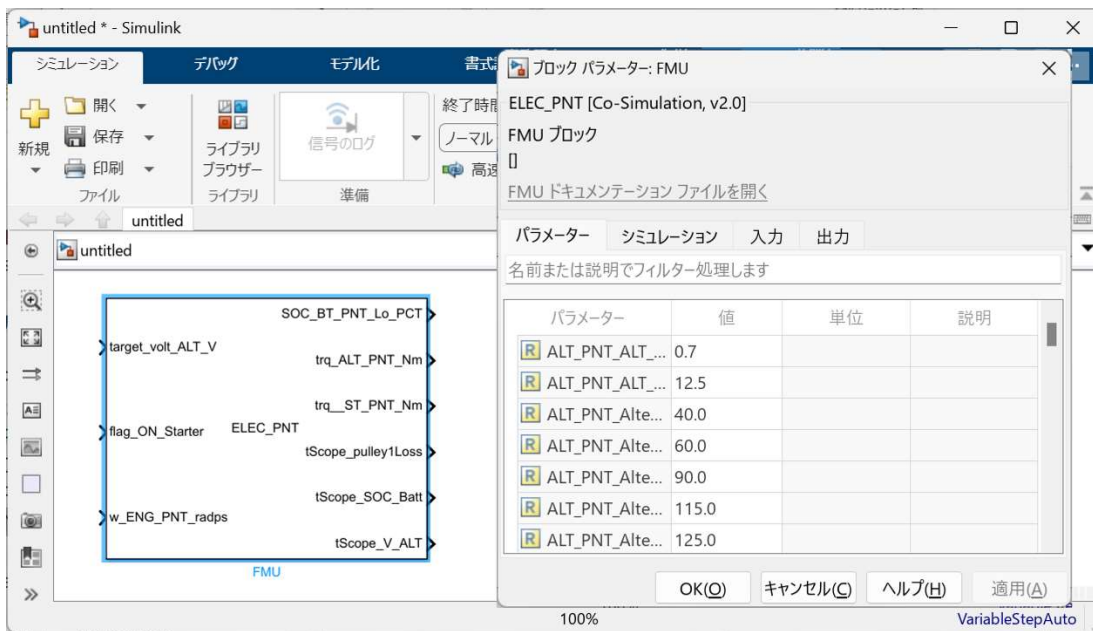 untitled * - Simulink
シミュレーション デバッグ モデル化
新規
開く
保存
印刷
ファイル
ライブラリ
ブラウザー
ライブラリ
信号のログ
準備
終了時間
ノーマル
untitled
untitled
target_volt_ALT_V
flag_ON_Starter
w_ENG_PNT_radps
ELEC_PNT
SOC_BT_PNT_Lo_PCT
trq_ALT_PNT_Nm
trq__ST_PNT_Nm
tScope_pulley1Loss
tScope_SOC_Batt
tScope_V_ALT
FMU
ブロック パラメーター: FMU
ELEC_PNT [Co-Simulation, v2.0]
FMU ブロック
[]
FMU ドキュメンテーション ファイルを開く
パラメーター シミュレーション 入力 出力
名前または説明でフィルター処理します
パラメーター 値 単位 説明
R ALT_PNT_ALT_... 0.7
R ALT_PNT_ALT_... 12.5
R ALT_PNT_Alte... 40.0
R ALT_PNT_Alte... 60.0
R ALT_PNT_Alte... 90.0
R ALT_PNT_Alte... 115.0
R ALT_PNT_Alte... 125.0
OK(O) キャンセル(C) ヘルプ(H) 適用(A)
100%
VariableStepAuto